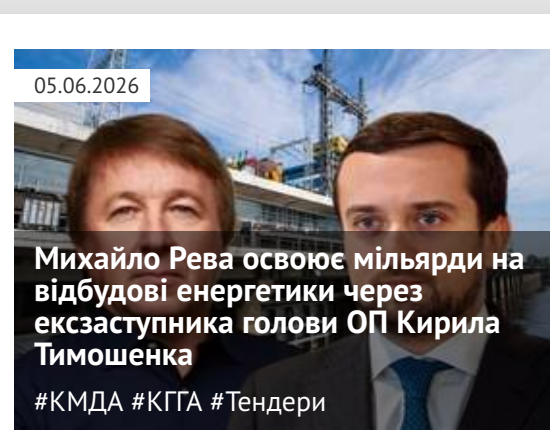 05.06.2026
Михайло Рева освоює мільярди на
відбудові енергетики через
ексзаступника голови ОП Кирила
Тимошенка
#КМДА #КГГА #Тендери